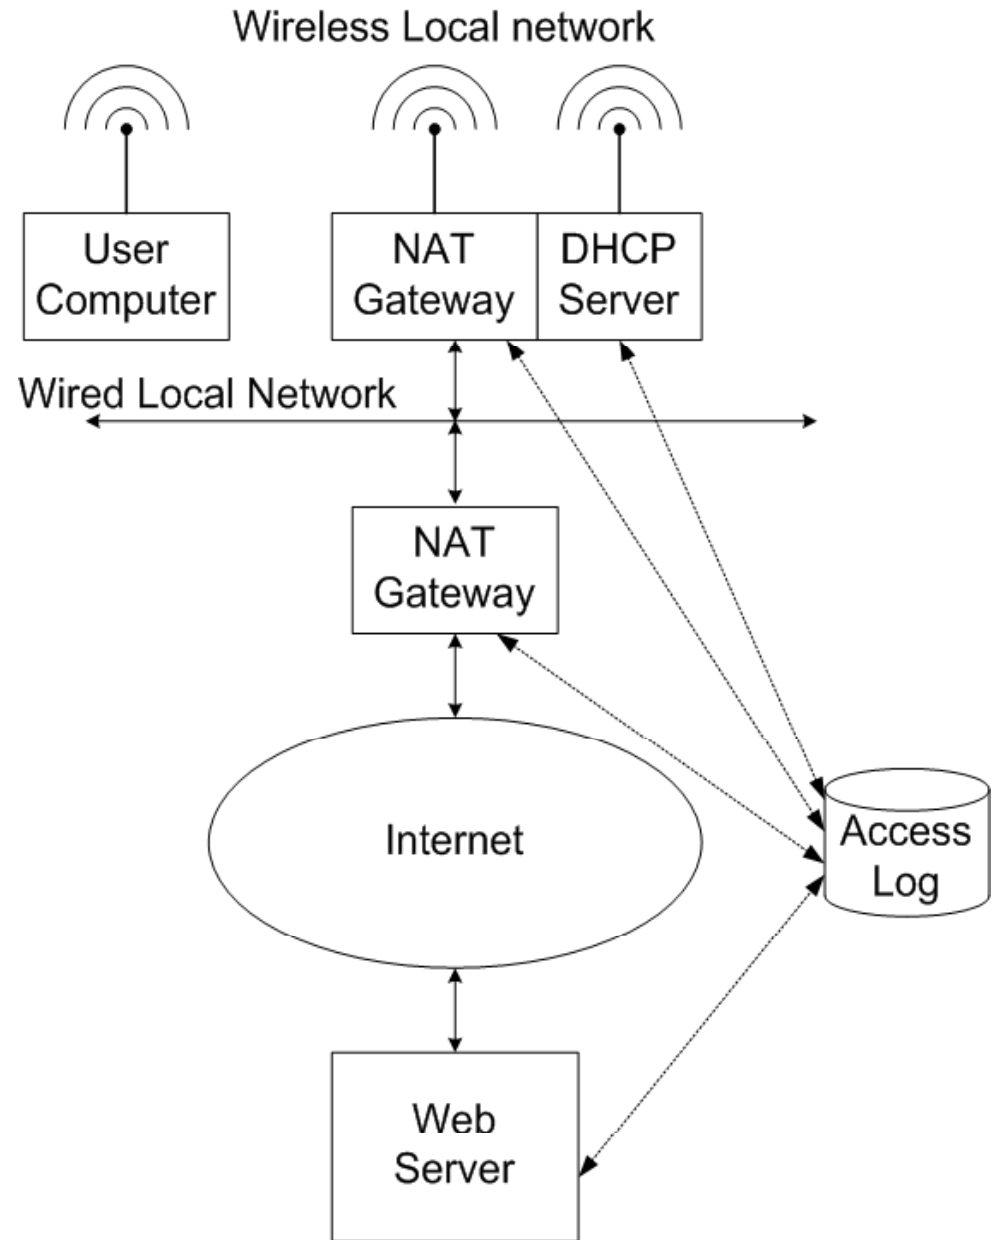 Wireless Local network
User
Computer
NAT
Gateway
DHCP
Server
Wired Local Network
NAT
Gateway
Internet
Access
Log
Web
Server